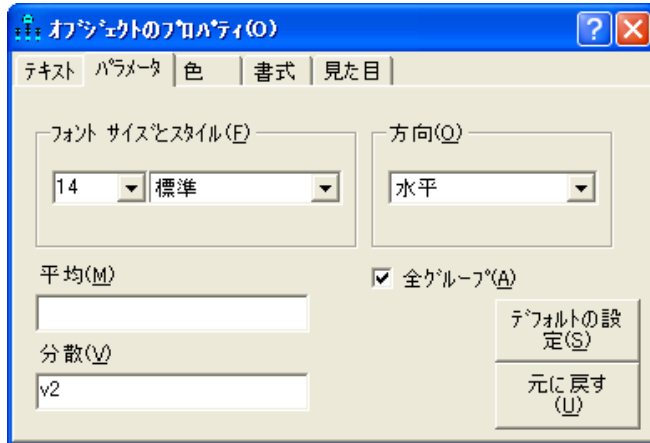 ｵﾌﾞｼﾞｪｸﾄのﾌﾟﾛﾊﾟﾃｨ(O)
テキスト ﾊﾟﾗﾒｰﾀ 色 書式 見た目
ﾌｫﾝﾄ ｻｲｽﾞとｽﾀｲﾙ(F) 方向(O)
14 標準 水平
平均(M) 全ｸﾞﾙｰﾌﾟ(A)
分散(V)
v2
ﾃﾞﾌｫﾙﾄの設
定(S)
元に戻す
(U)